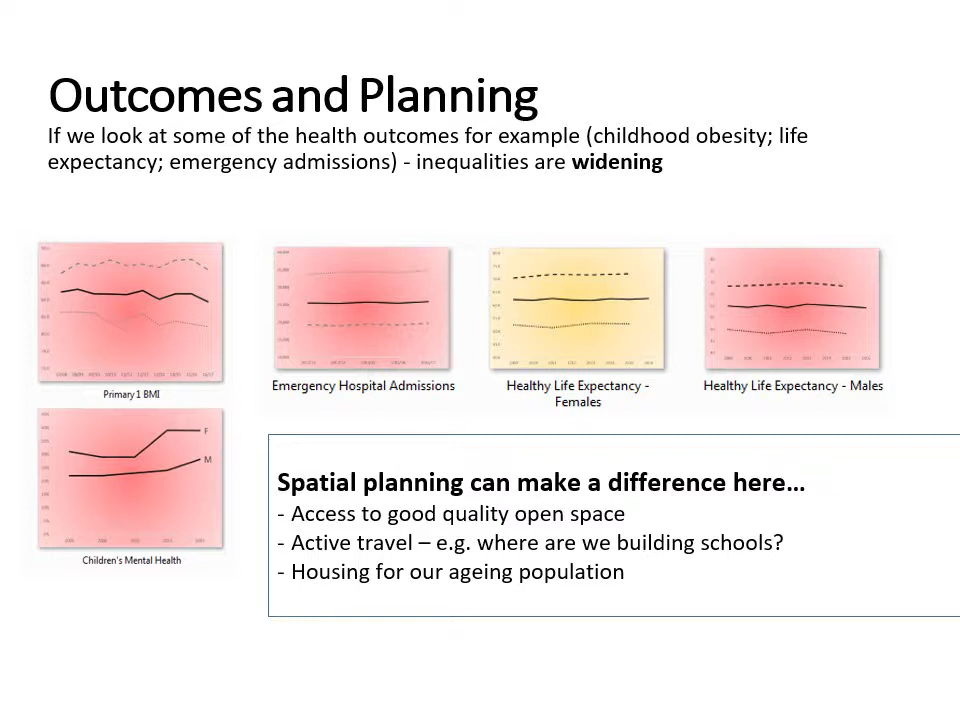 Outcomes and Planning
If we look at some of the health outcomes for example (childhood obesity; life
expectancy; emergency admissions) - inequalities are widening
Primary 1 BMI
Emergency Hospital Admissions
Healthy Life Expectancy -
Females
Healthy Life Expectancy - Males
F
M
Children's Mental Health
Spatial planning can make a difference here...
- Access to good quality open space
- Active travel – e.g. where are we building schools?
- Housing for our ageing population